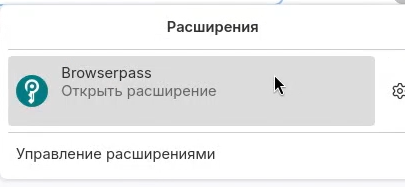 Расширения
Browserpass
Открыть расширение
Управление расширениями